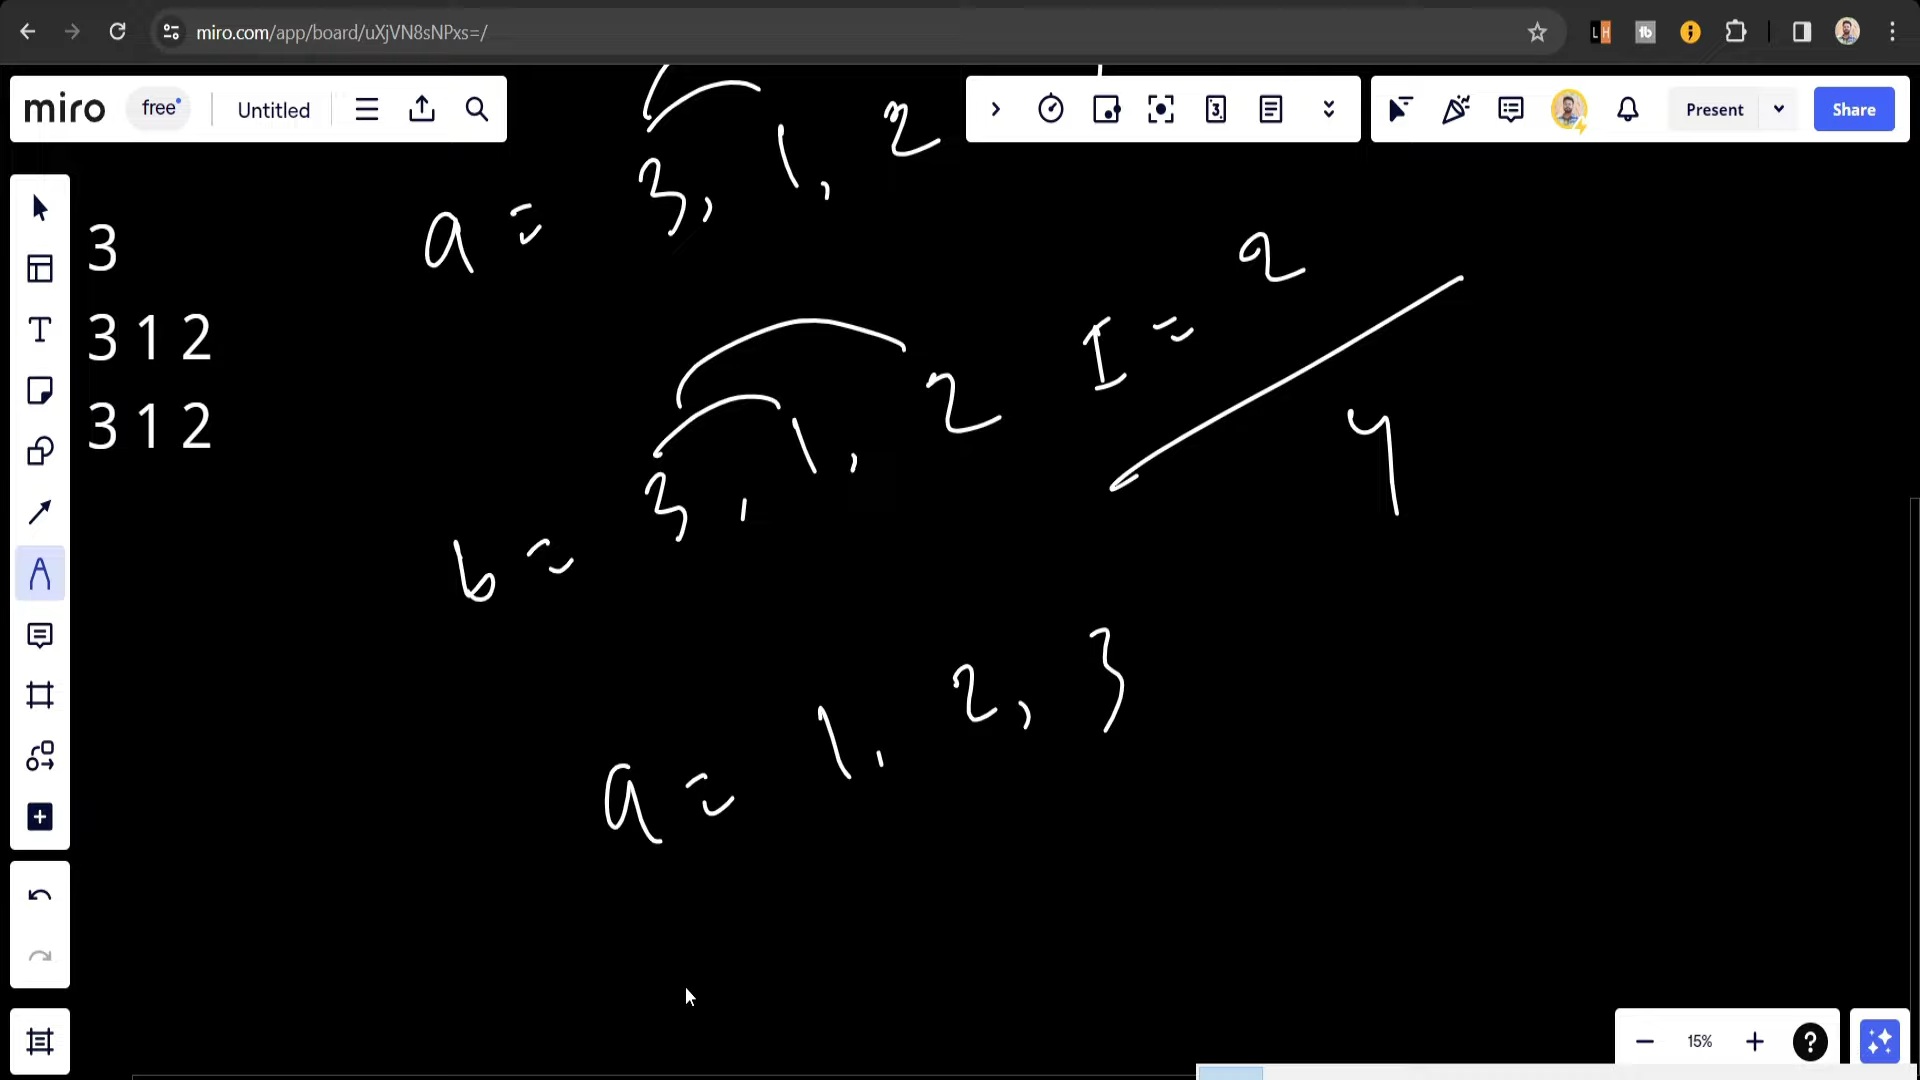 miro.com/app/board/uXjVN8sNPxs=/
miro free Untitled
3 Present Share
3
3 1 2
3 1 2
a = 3, 1, 2
b = 3, 1, 2
I = 2
4
a = 1, 2, 3
15%